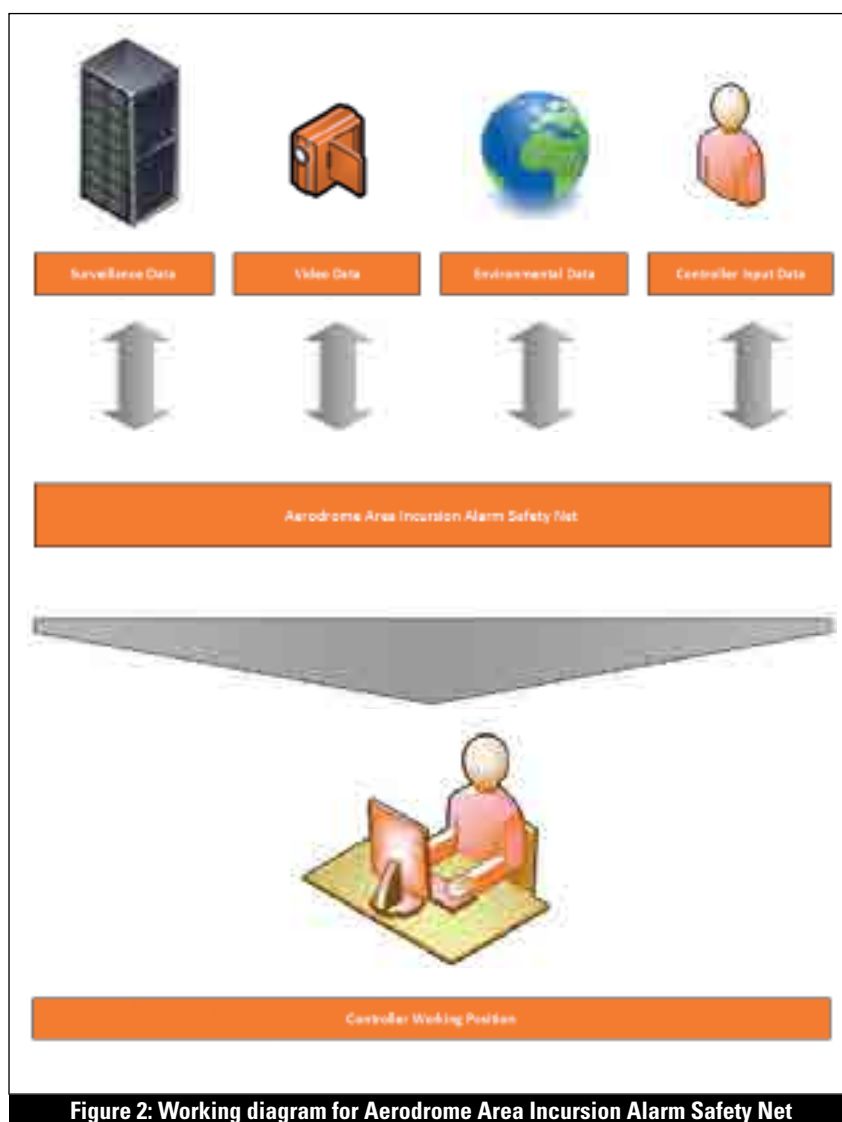 Surveillance Data
Video Data
Environmental Data
Controller Input Data
Aerodrome Area Incursion Alarm Safety Net
Controller Working Position
Figure 2: Working diagram for Aerodrome Area Incursion Alarm Safety Net